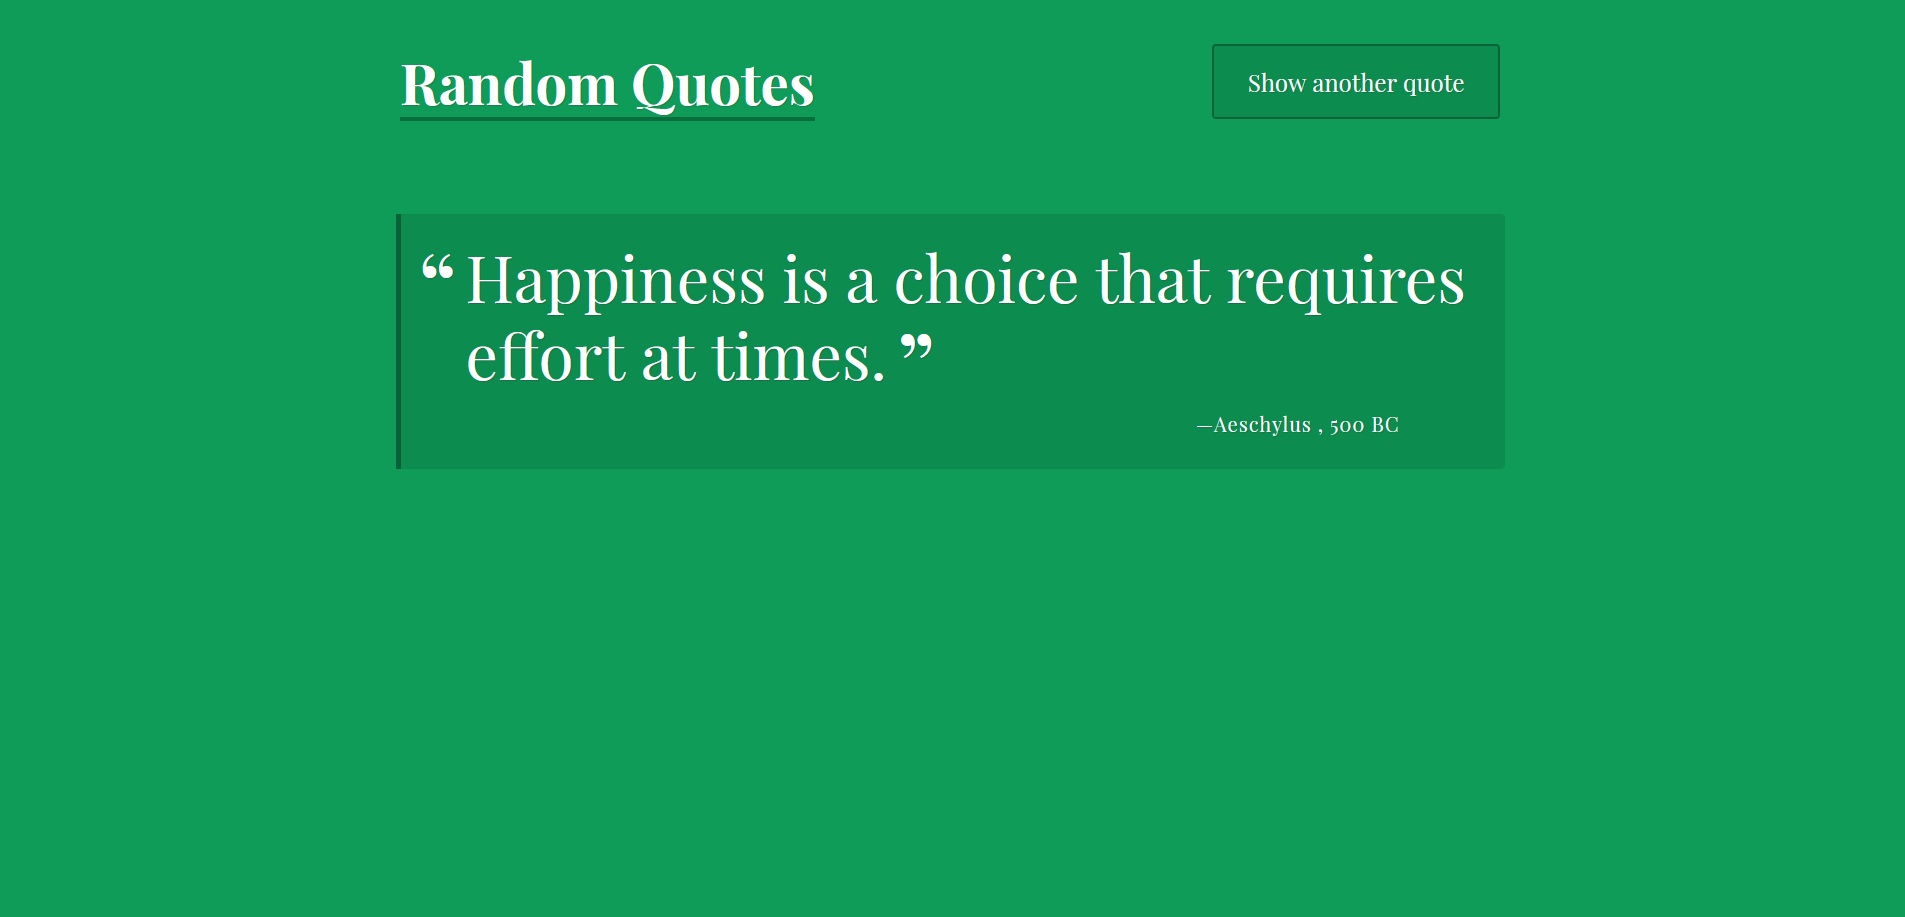 Random Quotes
Show another quote
“ Happiness is a choice that requires
effort at times. ”
—Aeschylus , 500 BC